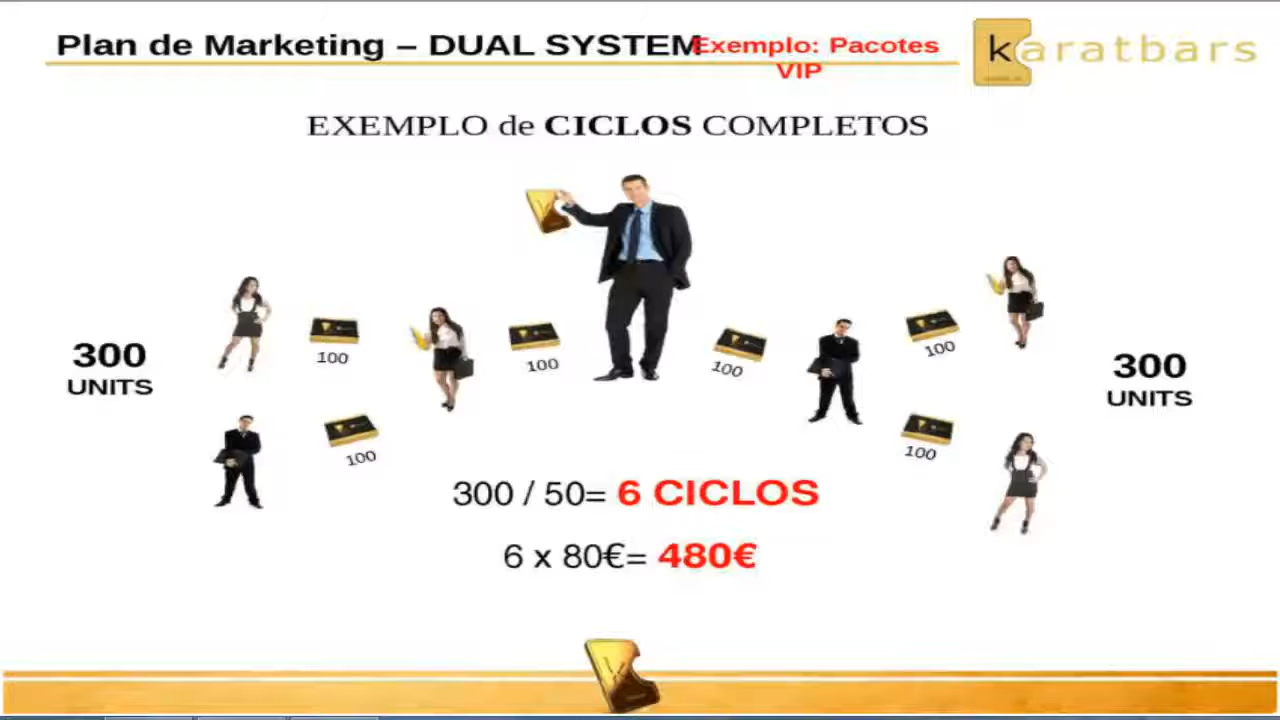 Plan de Marketing – DUAL SYSTEM
Exemplo: Pacotes
VIP
karatbars
EXEMPLO de CICLOS COMPLETOS
300
UNITS
100
100
100
100
300
UNITS
100
100
300 / 50= 6 CICLOS
6 x 80€= 480€